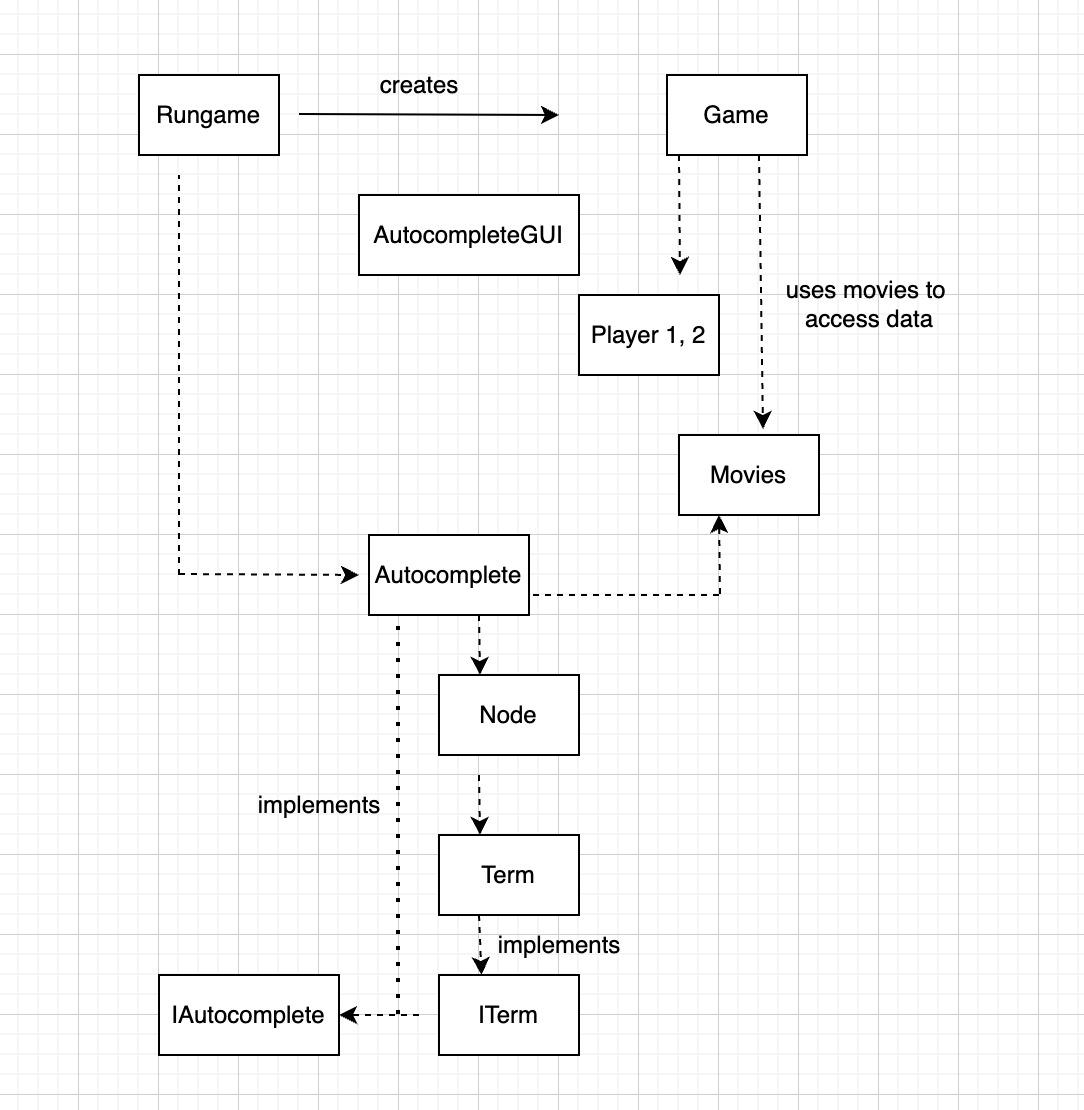 creates
Rungame
Game
AutocompleteGUI
uses movies to
access data
Player 1, 2
Movies
Autocomplete
Node
implements
Term
implements
IAutocomplete
ITerm